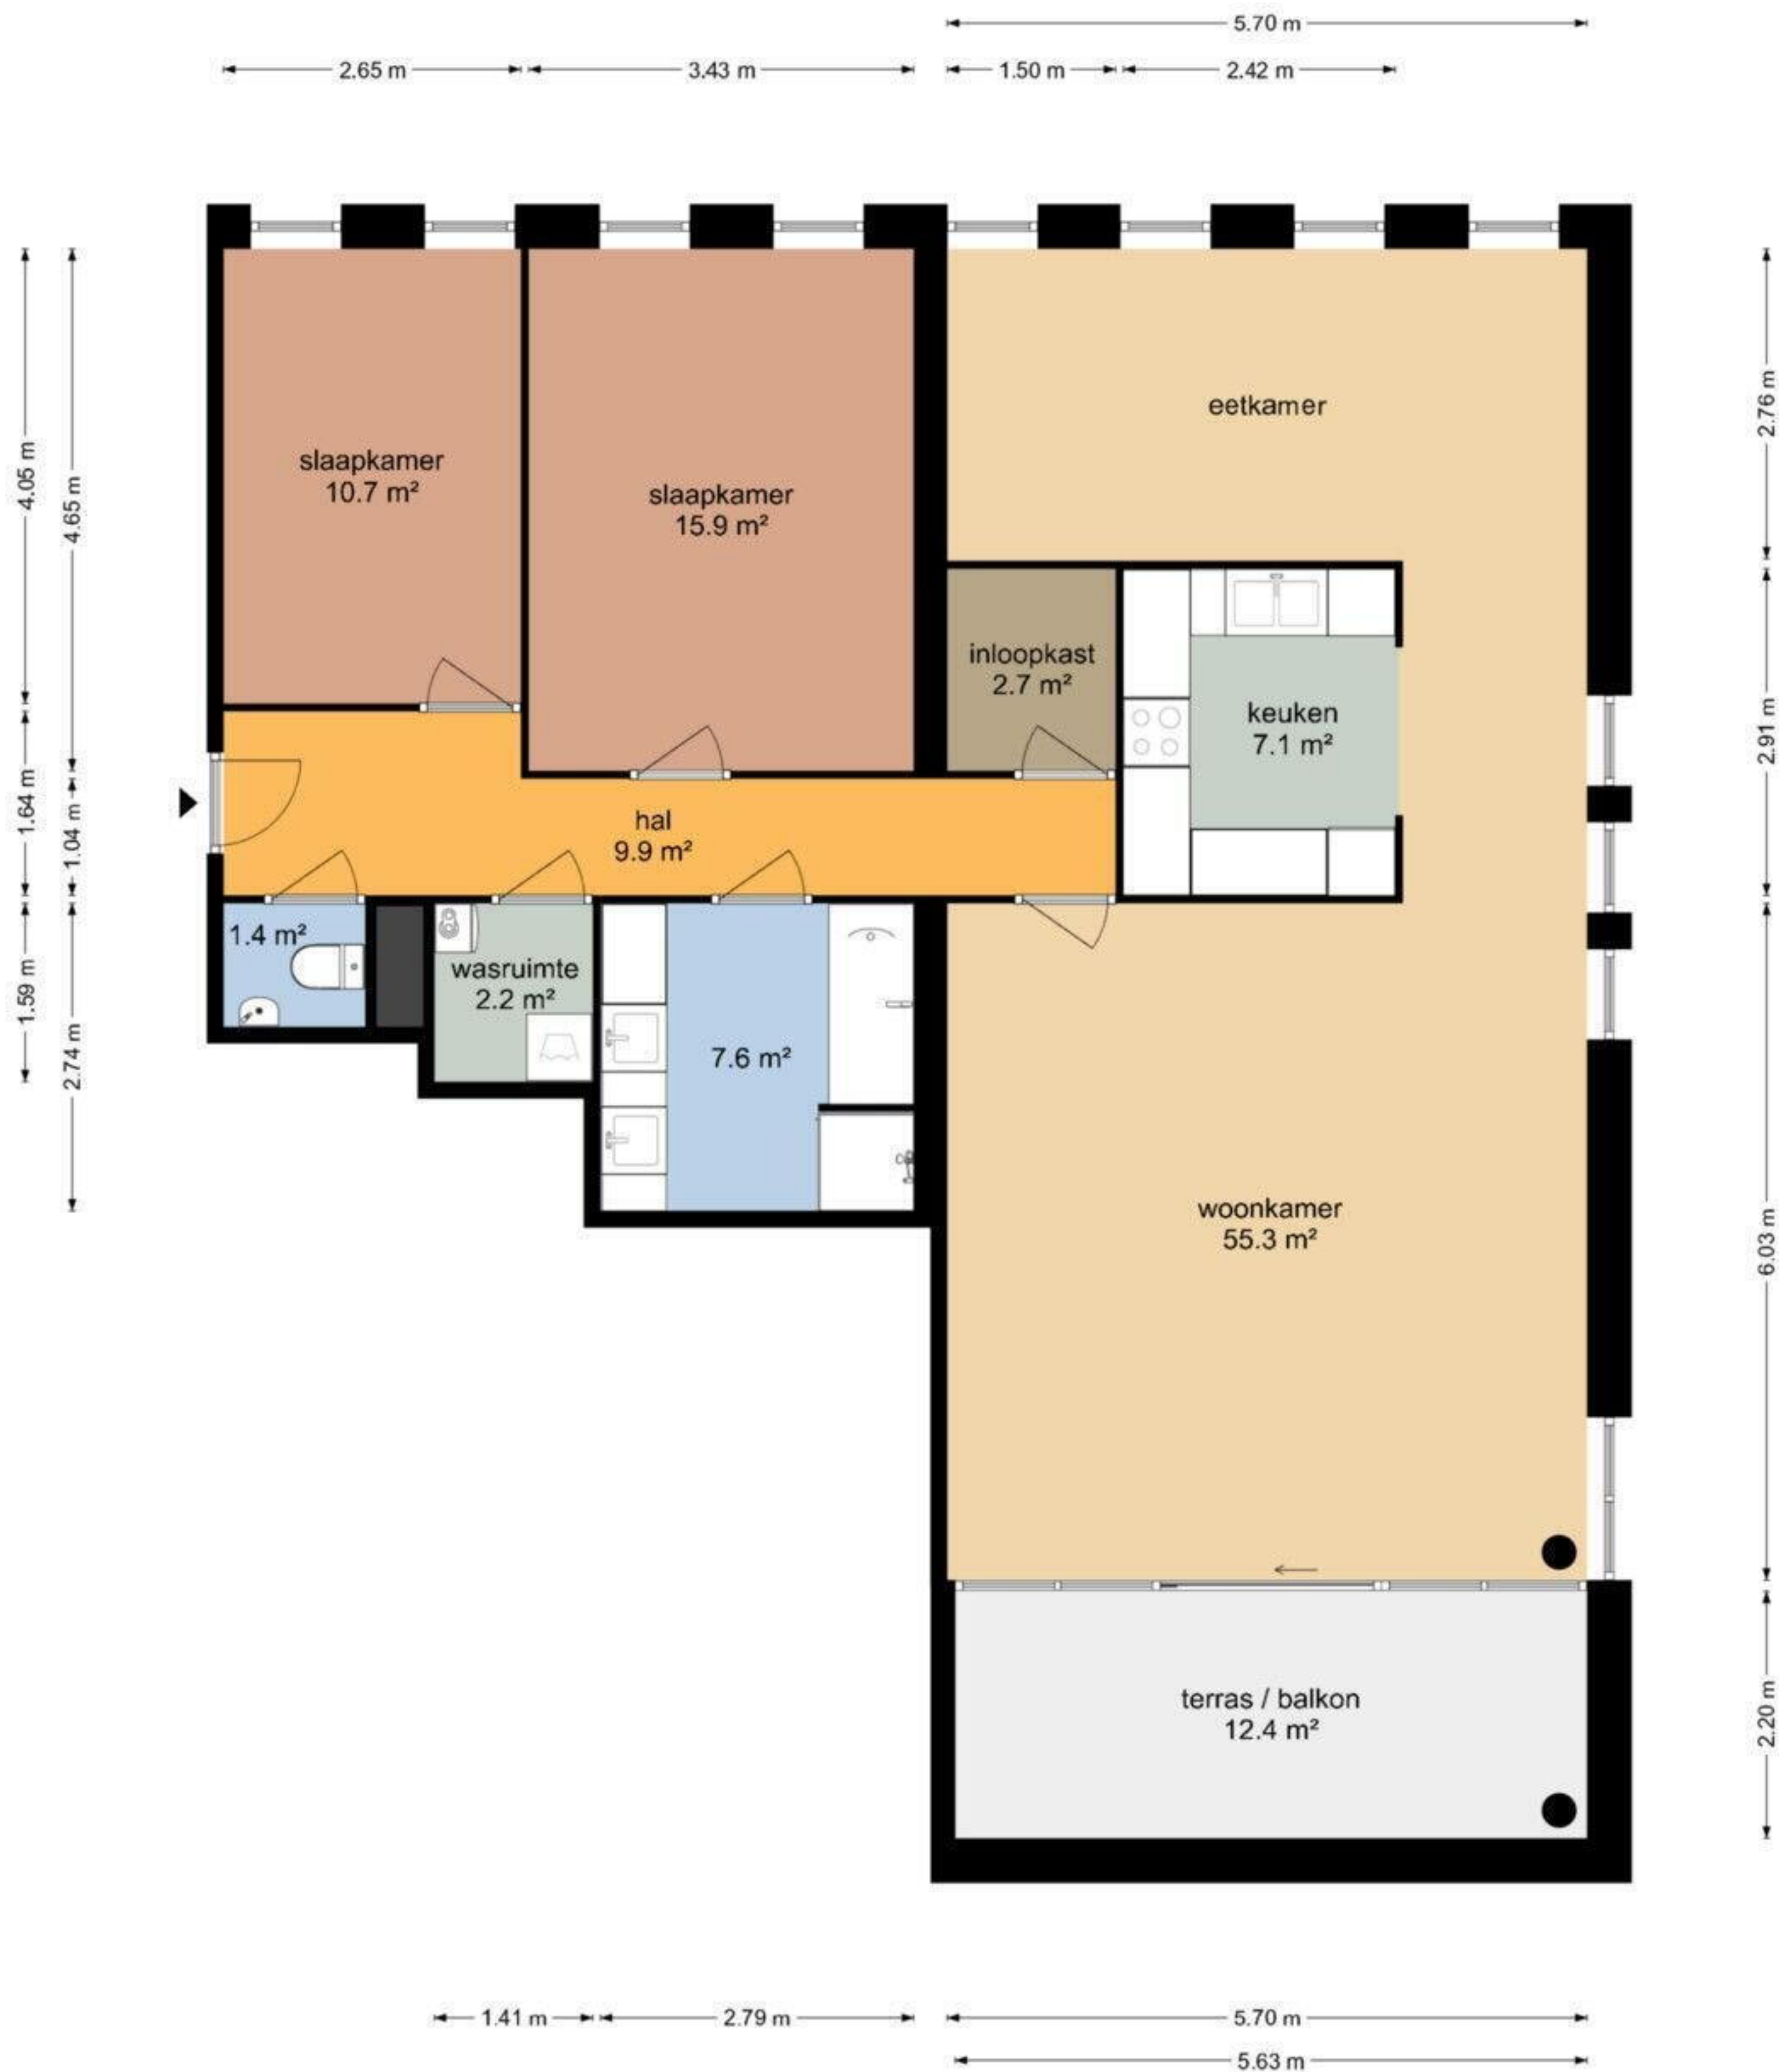 5.70 m
2.65 m
3.43 m
1.50 m
2.42 m
4.05 m
4.65 m
1.64 m
1.04 m
1.59 m
2.74 m
slaapkamer
10.7 m²
slaapkamer
15.9 m²
eetkamer
inloopkast
2.7 m²
keuken
7.1 m²
hal
9.9 m²
1.4 m²
wasruimte
2.2 m²
7.6 m²
woonkamer
55.3 m²
terras / balkon
12.4 m²
2.76 m
2.91 m
6.03 m
2.20 m
1.41 m
2.79 m
5.70 m
5.63 m